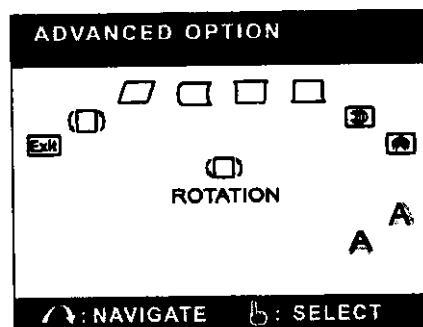 ADVANCED OPTION
Exit
ROTATION
A
A
: NAVIGATE : SELECT